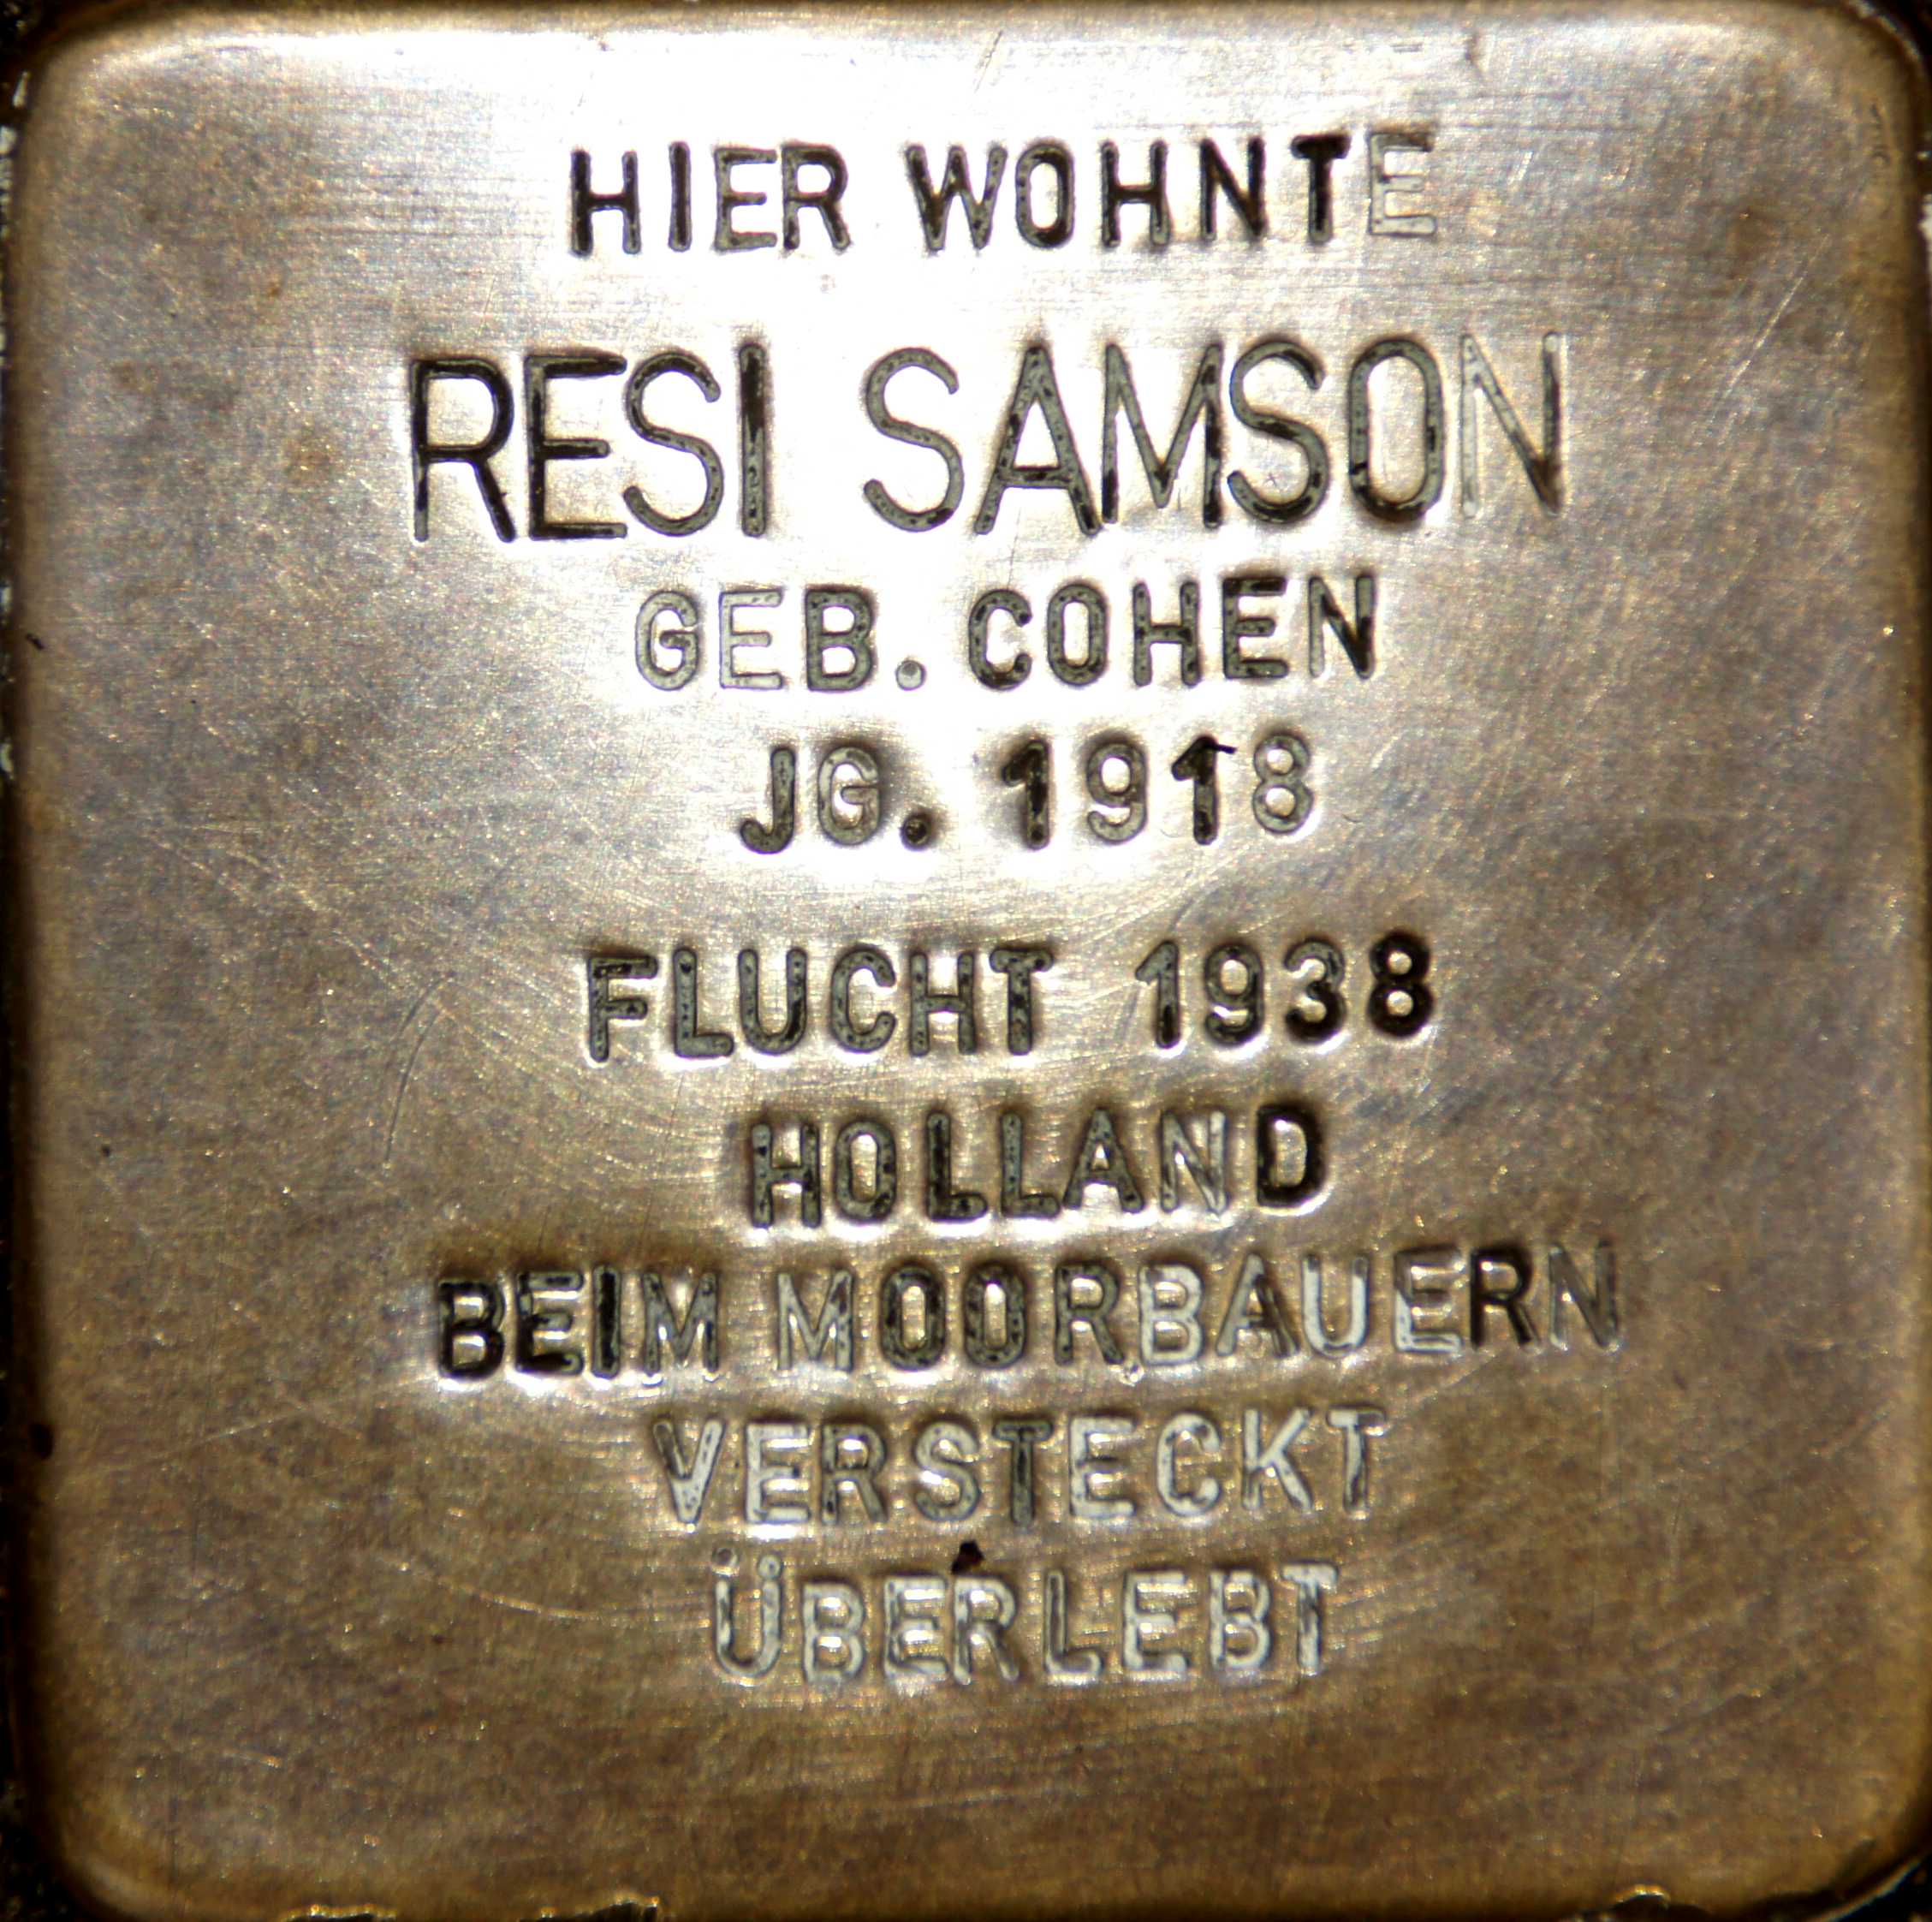 HIER WOHNTE
RESI SAMSON
GEB. COHEN
JG. 1918
FLUCHT 1938
HOLLAND
BEIM MOORBAUERN
VERSTECKT
ÜBERLEBT